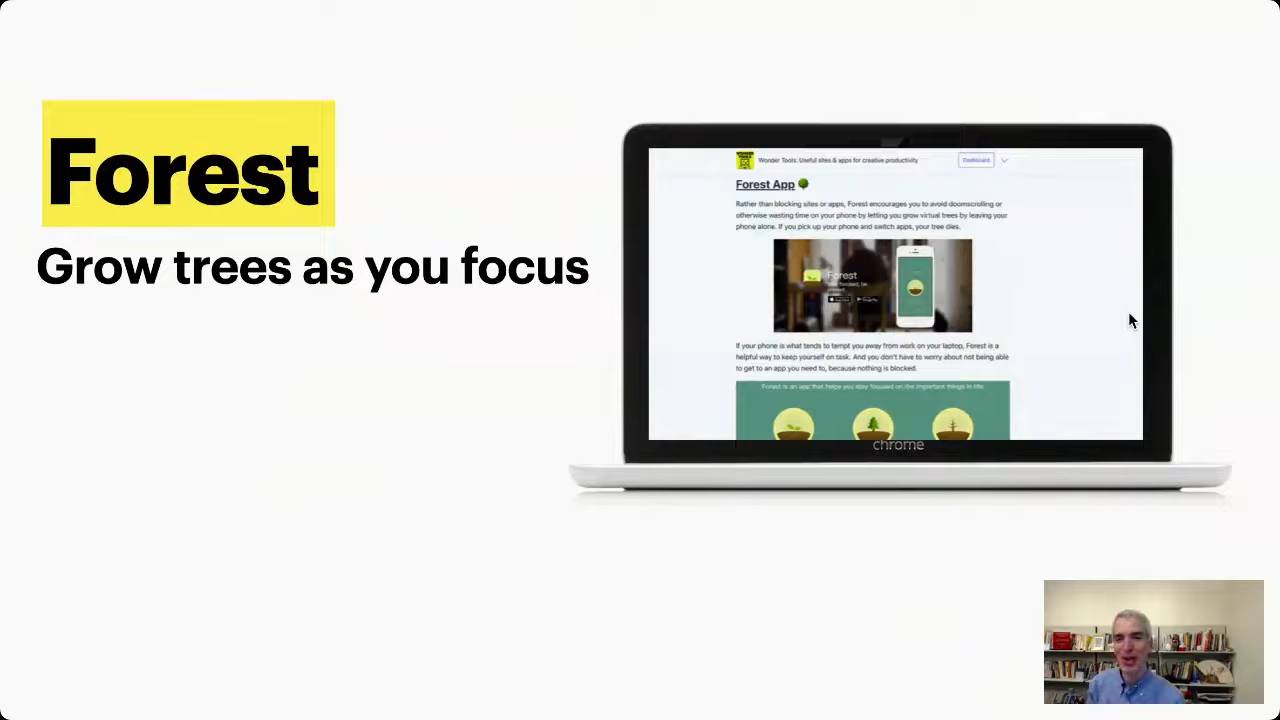 Forest
Grow trees as you focus
WONDER
TOOLS
Wonder Tools: Useful sites & apps for creative productivity
Dashboard
Forest App
Rather than blocking sites or apps, Forest encourages you to avoid doomscrolling or
otherwise wasting time on your phone by letting you grow virtual trees by leaving your
phone alone. If you pick up your phone and switch apps, your tree dies.
Forest
If your phone is what tends to tempt you away from work on your laptop, Forest is a
helpful way to keep yourself on task. And you don't have to worry about not being able
to get to an app you need to, because nothing is blocked.
Forest is an app that helps you stay focused on the important things in life.
chrome